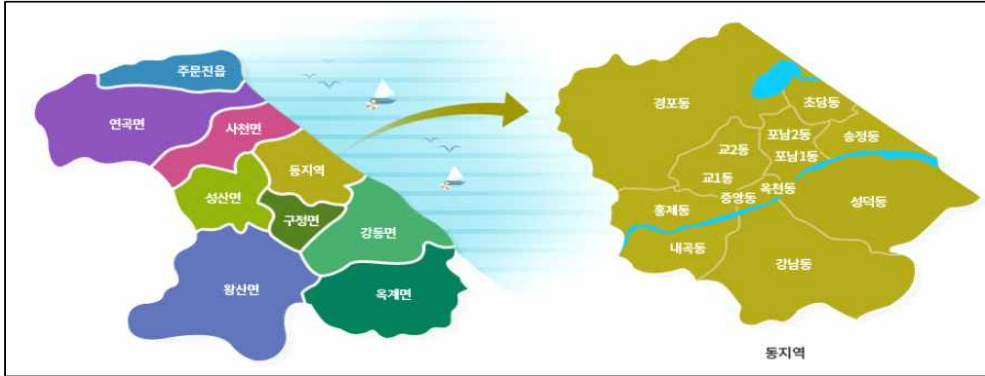 주문진읍
연곡면
사천면
동지역
성산면
구정면
강동면
왕산면
옥계면
경포동
초당동
포남2동
송정동
교2동
포남1동
교1동
옥천동
중앙동
홍제동
성덕동
내곡동
강남동
동지역